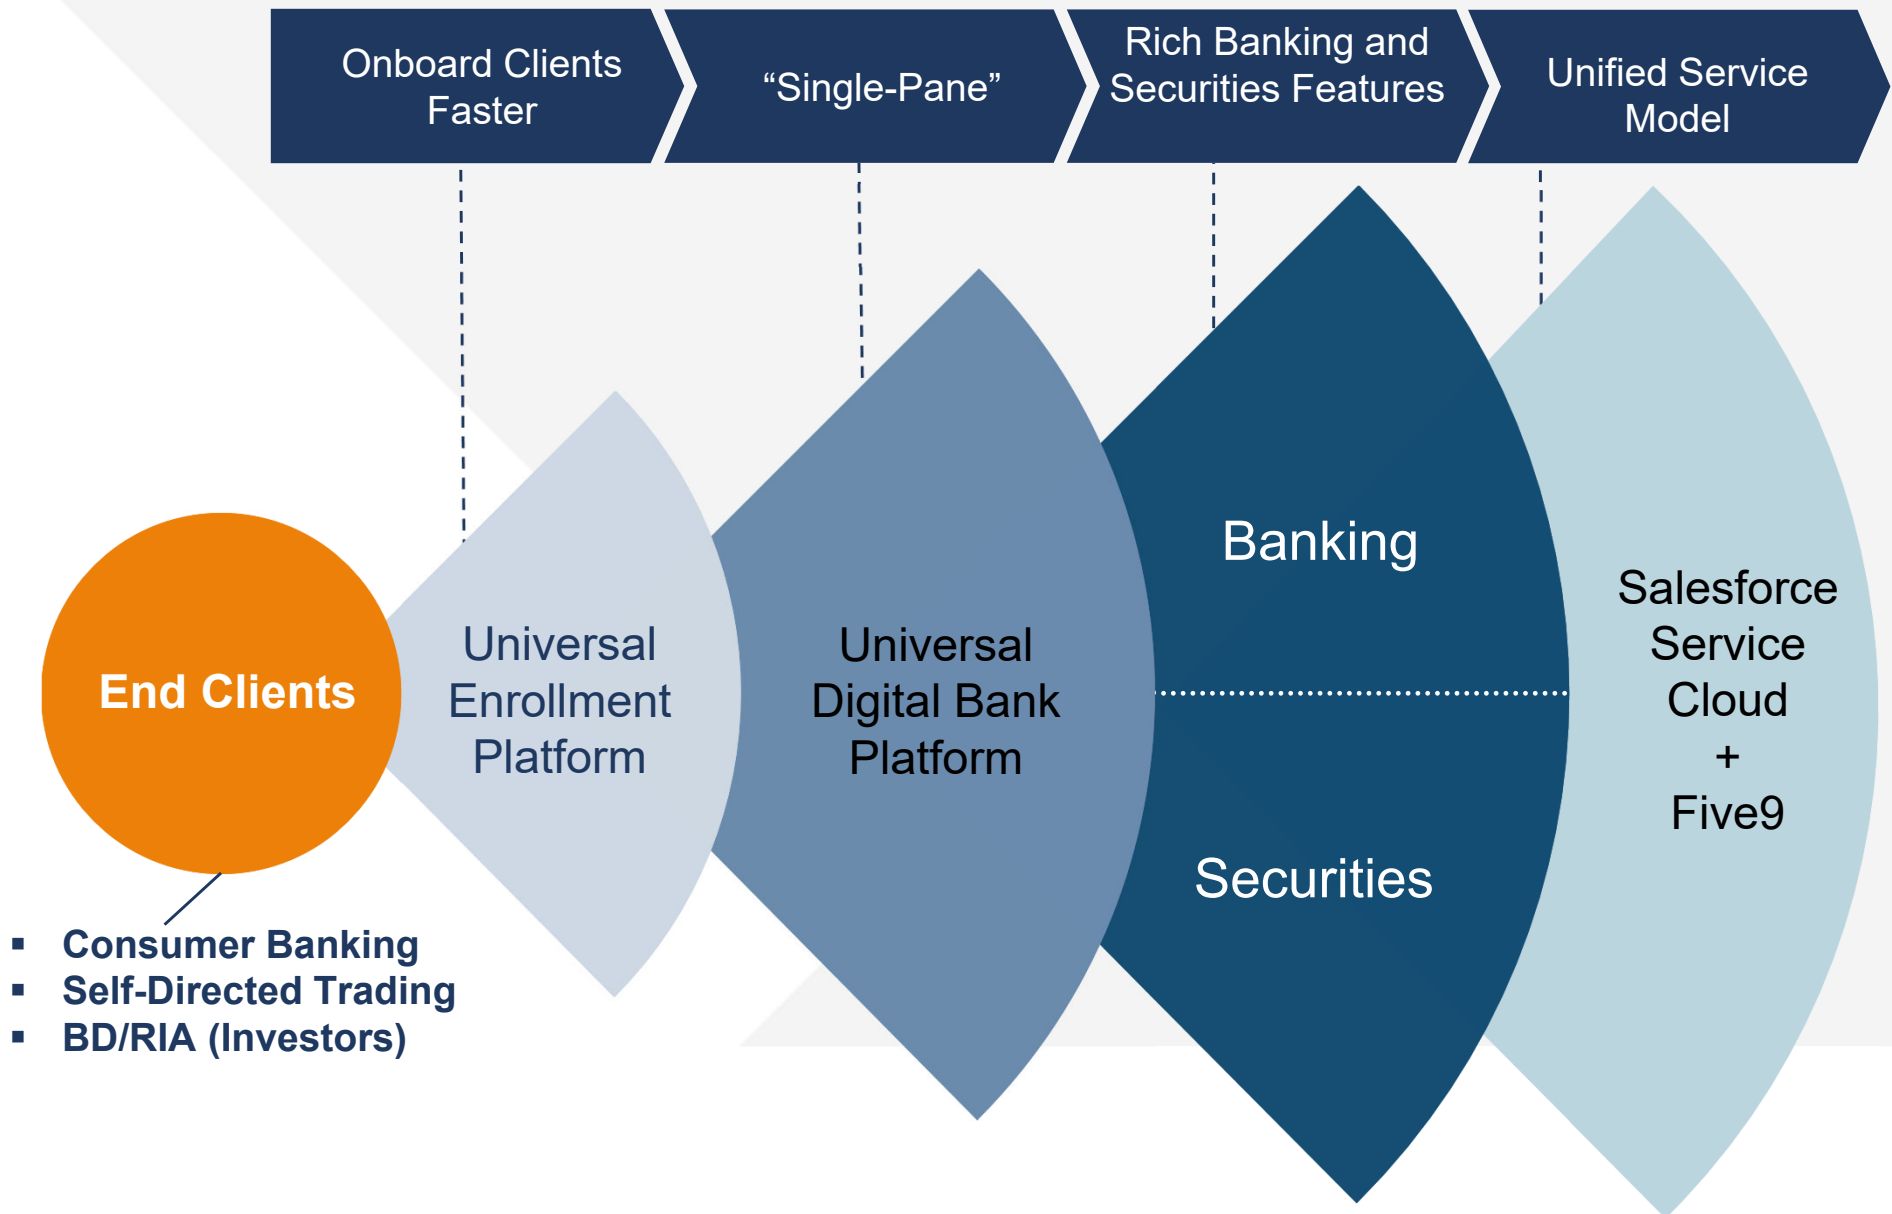 Onboard Clients
Faster
“Single-Pane”
Rich Banking and
Securities Features
Unified Service
Model
End Clients
Universal
Enrollment
Platform
Universal
Digital Bank
Platform
Banking
Securities
Salesforce
Service
Cloud
+
Five9
▪ Consumer Banking
▪ Self-Directed Trading
▪ BD/RIA (Investors)